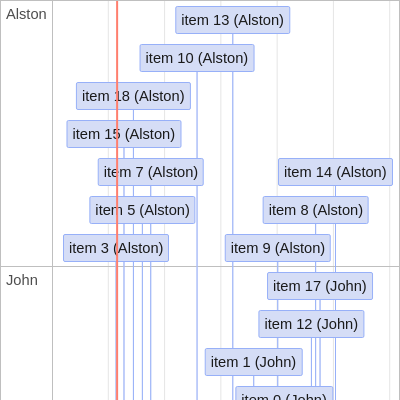 Alston
item 13 (Alston)
item 10 (Alston)
item 18 (Alston)
item 15 (Alston)
item 7 (Alston)
item 14 (Alston)
item 5 (Alston)
item 8 (Alston)
item 3 (Alston)
item 9 (Alston)
John
item 17 (John)
item 12 (John)
item 1 (John)
item 0 (John)